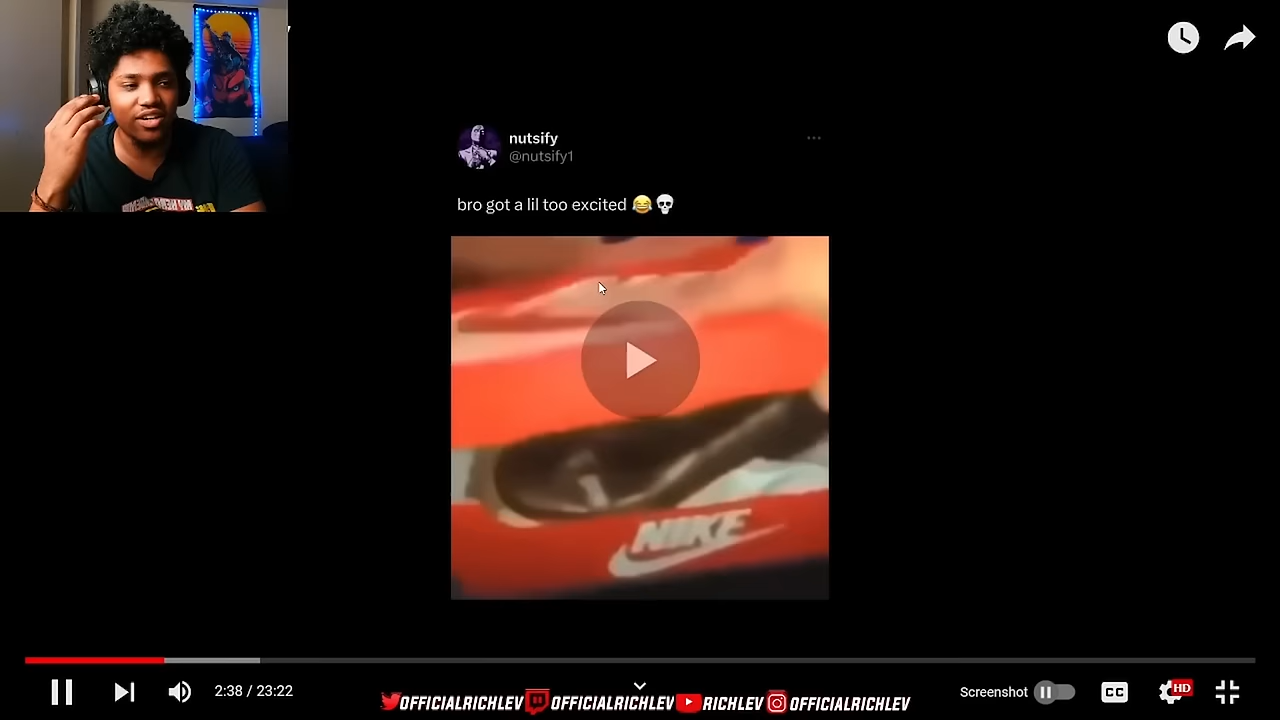 nutsify
@nutsify1
bro got a lil too excited 😂💀
NIKE
2:38 / 23:22
OFFICIALRICHLEV OFFICIALRICHLEV RICHLEV OFFICIALRICHLEV
Screenshot
CC
HD